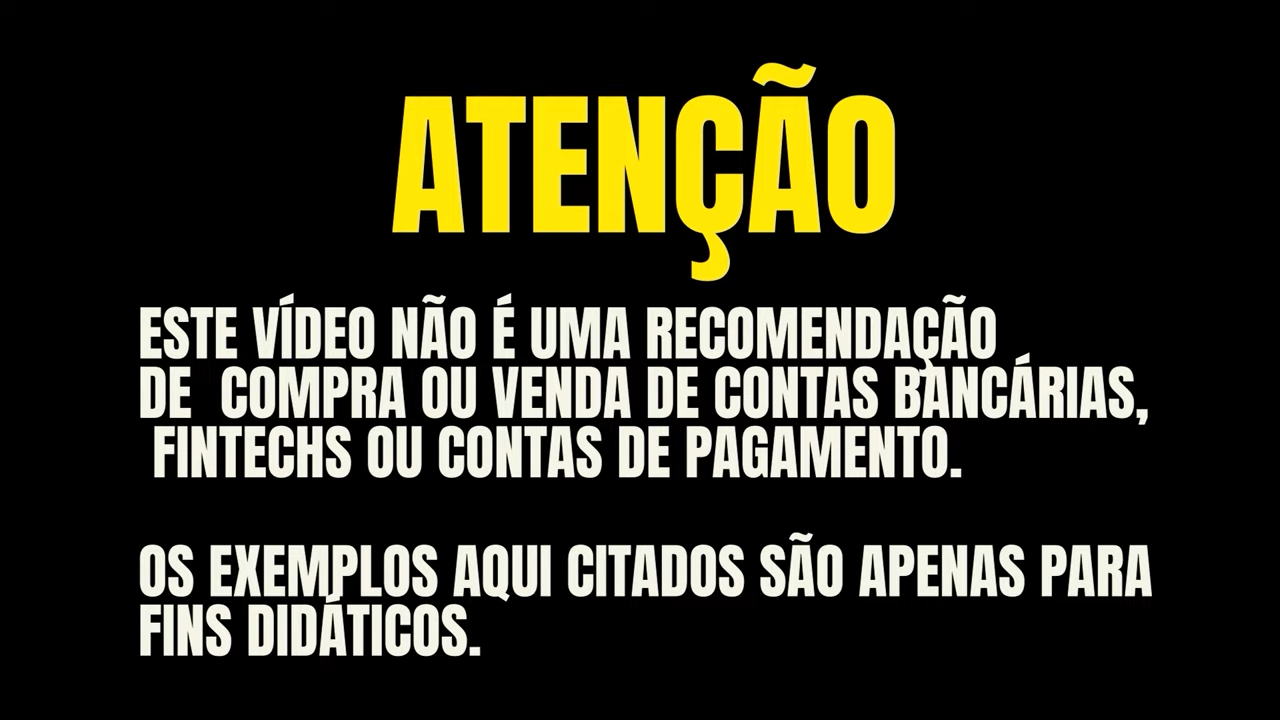 ATENÇÃO
ESTE VÍDEO NÃO É UMA RECOMENDAÇÃO
DE COMPRA OU VENDA DE CONTAS BANCÁRIAS,
FINTECHS OU CONTAS DE PAGAMENTO.
OS EXEMPLOS AQUI CITADOS SÃO APENAS PARA
FINS DIDÁTICOS.